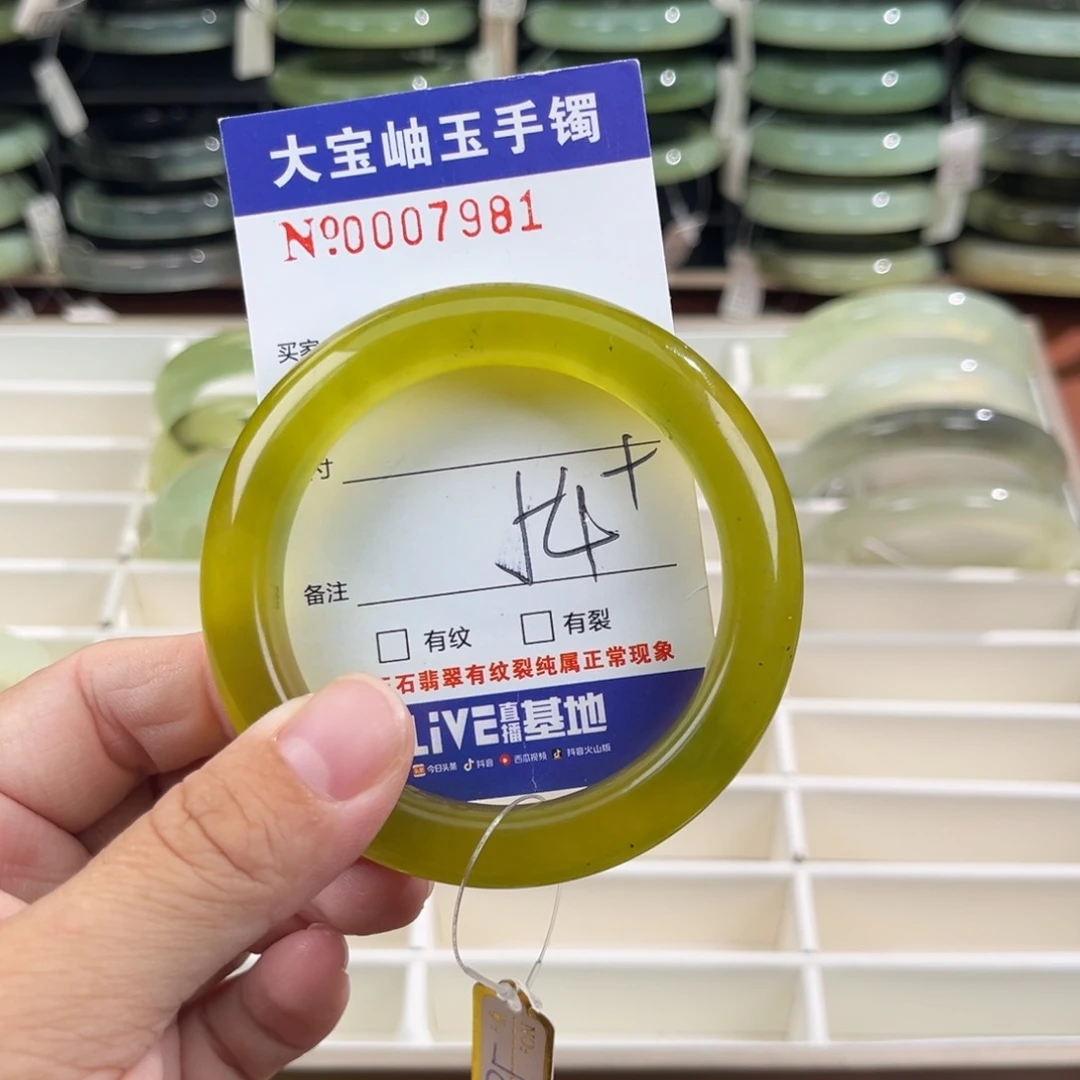 大宝岫玉手镯
Nº0007981
买家
寸
54+
备注
□ 有纹 □ 有裂
石翡翠有纹裂纯属正常现象
LiVE直播基地
今日头条 抖音 西瓜视频 抖音火山版